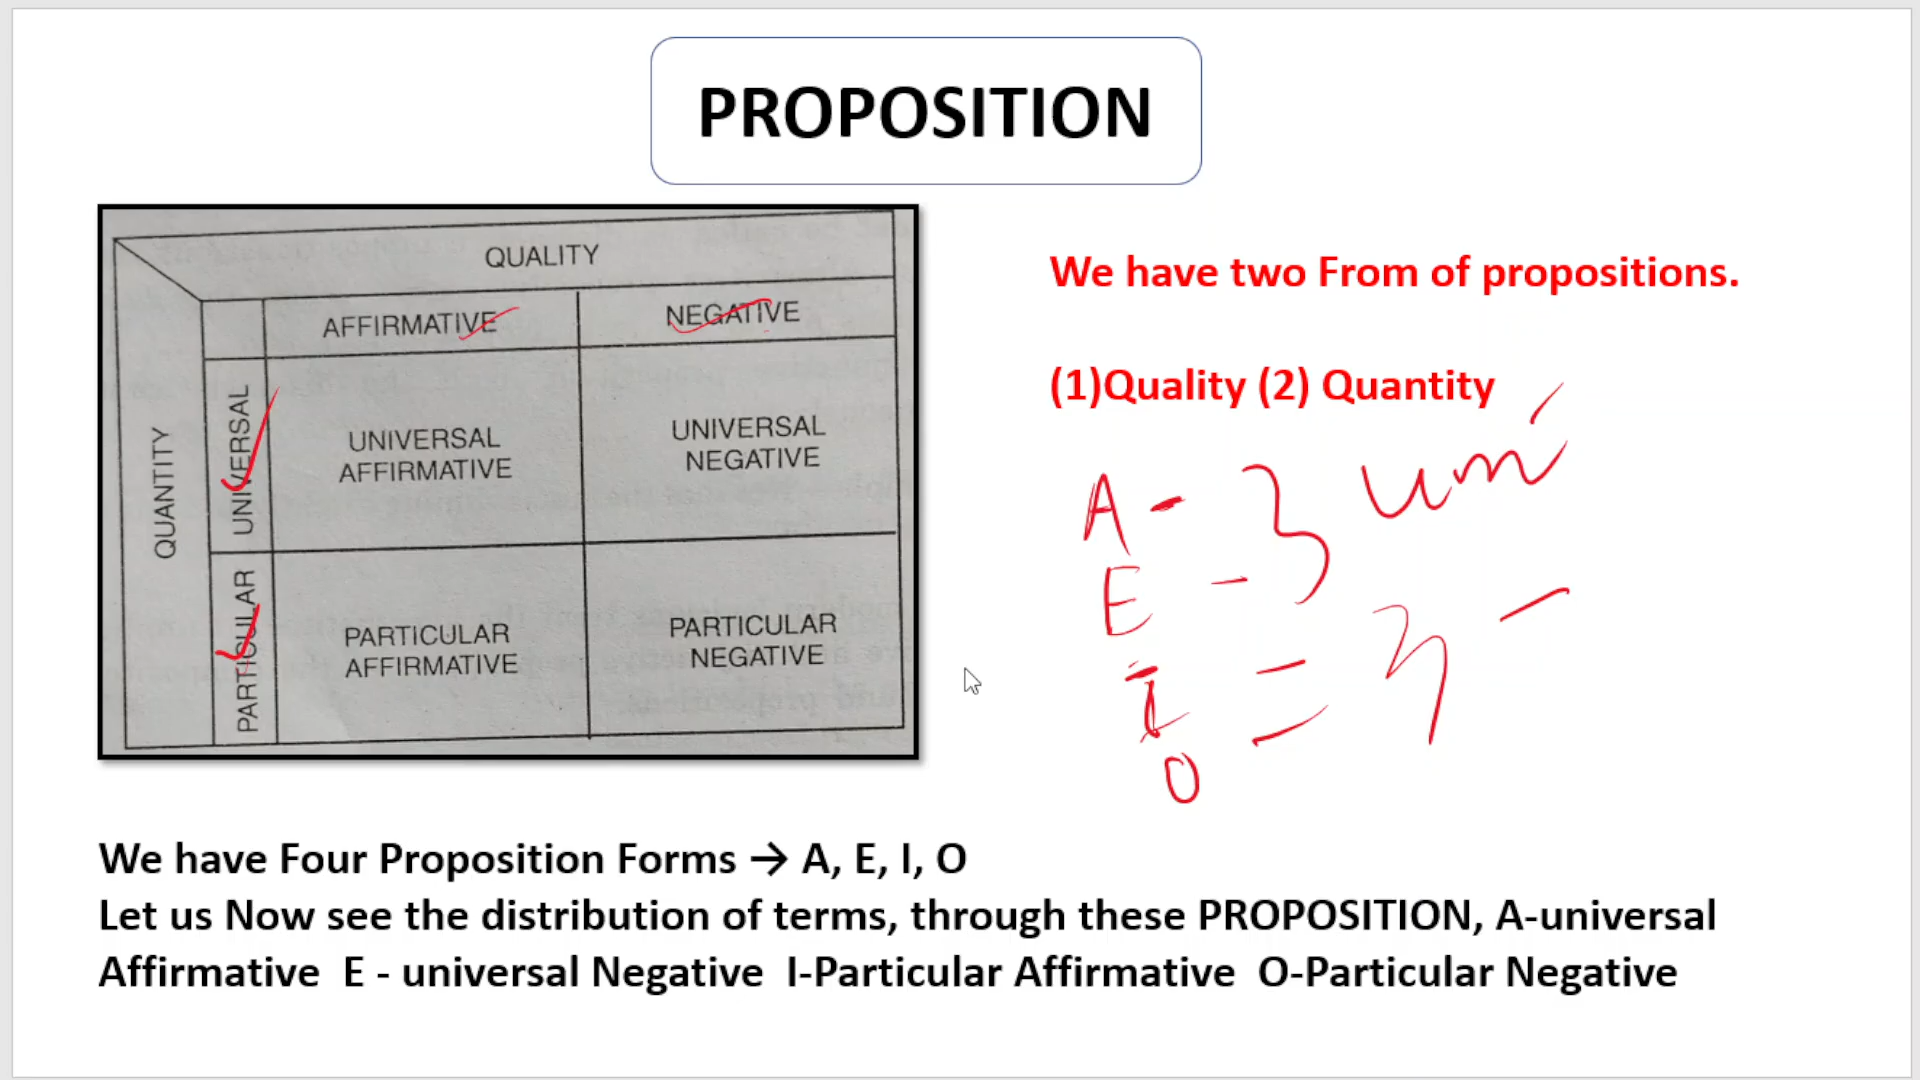 PROPOSITION
QUALITY
AFFIRMATIVE NEGATIVE
QUANTITY
UNIVERSAL
UNIVERSAL
AFFIRMATIVE
UNIVERSAL
NEGATIVE
PARTICULAR
PARTICULAR
AFFIRMATIVE
PARTICULAR
NEGATIVE
We have two From of propositions.
(1)Quality (2) Quantity
A -
E -
I
O
We have Four Proposition Forms → A, E, I, O
Let us Now see the distribution of terms, through these PROPOSITION, A-universal
Affirmative E - universal Negative I-Particular Affirmative O-Particular Negative